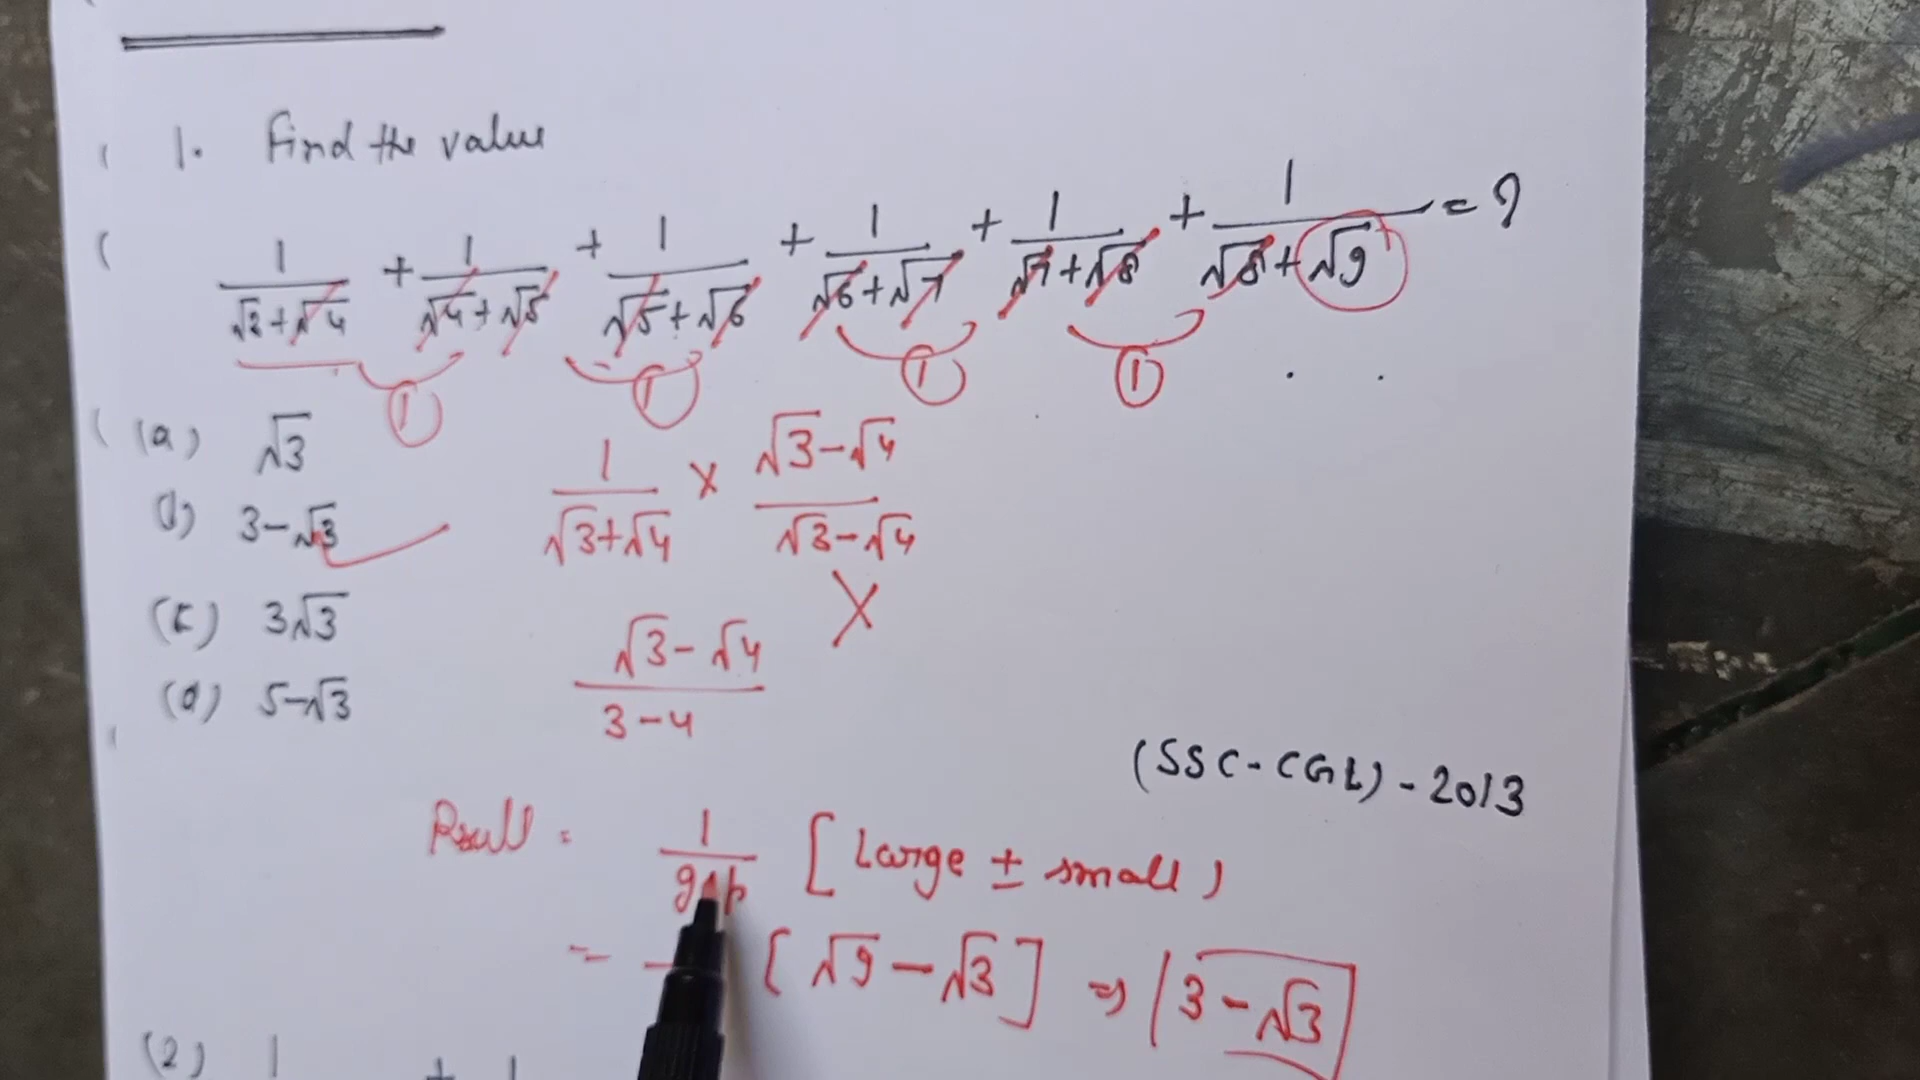 1. Find the value
1/(√3+√4) + 1/(√4+√5) + 1/(√5+√6) + 1/(√6+√7) + 1/(√7+√8) + 1/(√8+√9) = ?
1 1 1 1
(a) √3
(b) 3-√3
(c) 3√3
(d) 5-√3
1/(√3+√4) × (√3-√4)/(√3-√4)
(√3-√4)/(3-4) ×
(SSC-CGL)-2013
= 1/gap [Large ± small)
= [√9-√3] ⇒ 3-√3
(2) 1 + 1